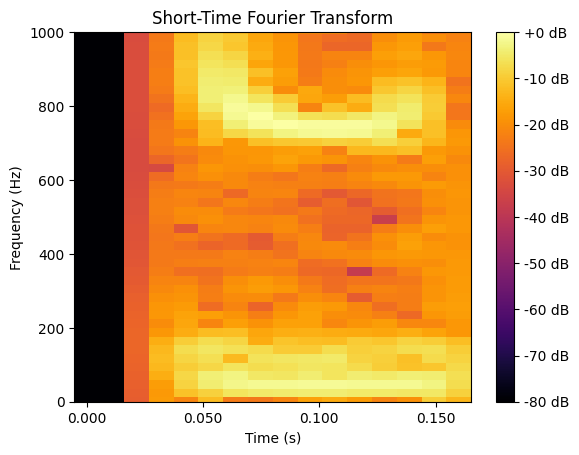 Short-Time Fourier Transform
Frequency (Hz)
1000
800
600
400
200
0
0.000
0.050
0.100
0.150
Time (s)
+0 dB
-10 dB
-20 dB
-30 dB
-40 dB
-50 dB
-60 dB
-70 dB
-80 dB